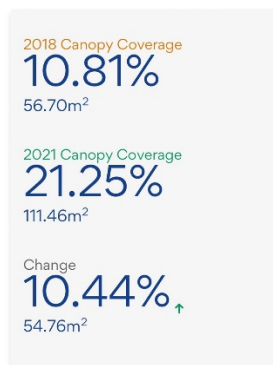 2018 Canopy Coverage
10.81%
56.70m²
2021 Canopy Coverage
21.25%
111.46m²
Change
10.44% ↑
54.76m²